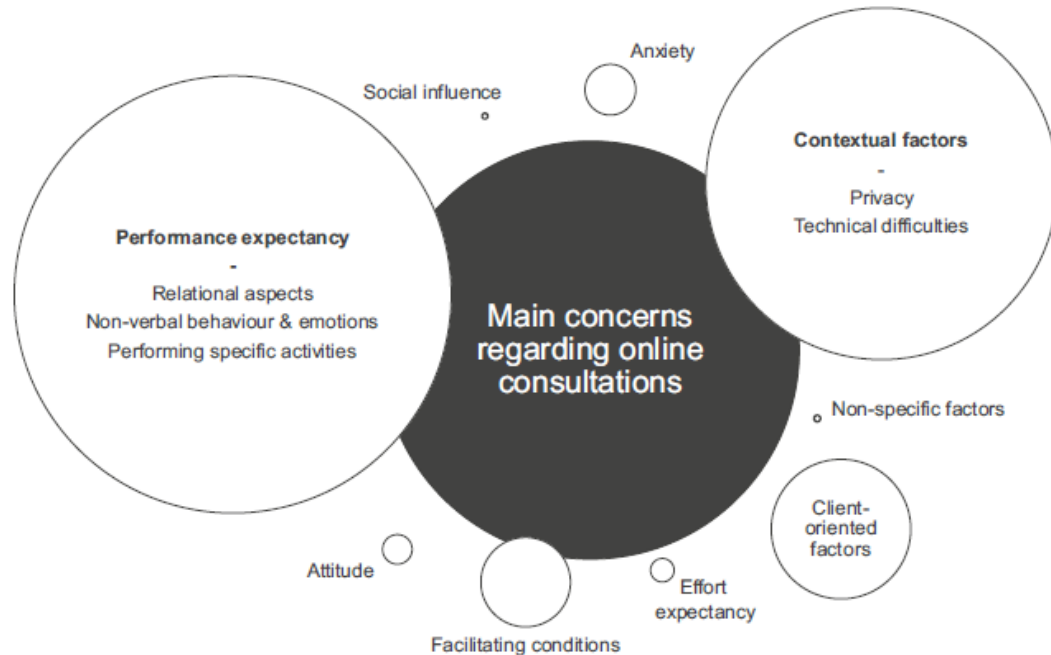 Anxiety
Social influence
Contextual factors
-
Privacy
Technical difficulties
Performance expectancy
-
Relational aspects
Non-verbal behaviour & emotions
Performing specific activities
Main concerns
regarding online
consultations
Non-specific factors
Client-
oriented
factors
Attitude
Effort
expectancy
Facilitating conditions